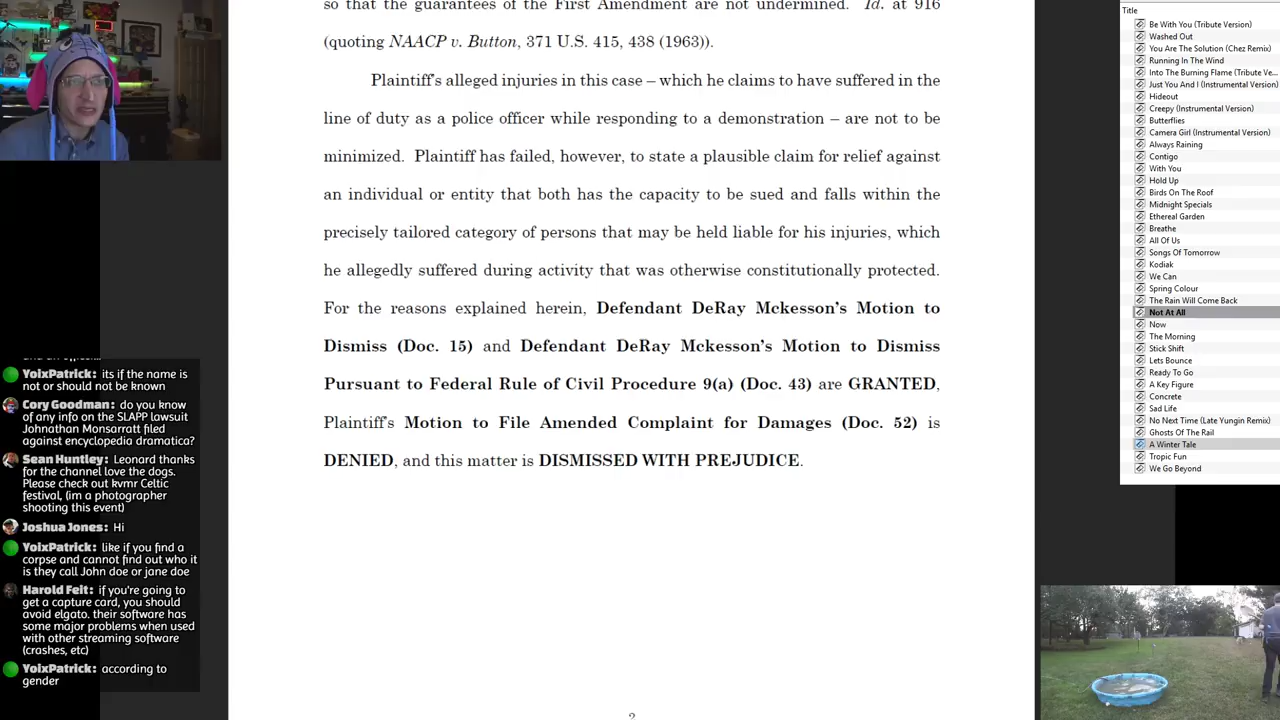 so that the guarantees of the First Amendment are not undermined. Id. at 916
(quoting NAACP v. Button, 371 U.S. 415, 438 (1963)).
Plaintiff's alleged injuries in this case – which he claims to have suffered in the
line of duty as a police officer while responding to a demonstration – are not to be
minimized. Plaintiff has failed, however, to state a plausible claim for relief against
an individual or entity that both has the capacity to be sued and falls within the
precisely tailored category of persons that may be held liable for his injuries, which
he allegedly suffered during activity that was otherwise constitutionally protected.
For the reasons explained herein, Defendant DeRay Mckesson's Motion to
Dismiss (Doc. 15) and Defendant DeRay Mckesson's Motion to Dismiss
Pursuant to Federal Rule of Civil Procedure 9(a) (Doc. 43) are GRANTED,
Plaintiff's Motion to File Amended Complaint for Damages (Doc. 52) is
DENIED, and this matter is DISMISSED WITH PREJUDICE.
2
YoixPatrick: its if the name is
not or should not be known
Cory Goodman: do you know
of any info on the SLAPP lawsuit
Johnathan Monsarratt filed
against encyclopedia dramatica?
Sean Huntley: Leonard thanks
for the channel love the dogs.
Please check out kvmr Celtic
festival, (im a photographer
shooting this event)
Joshua Jones: Hi
YoixPatrick: like if you find a
corpse and cannot find out who it
is they call John doe or jane doe
Harold Feit: if you're going to
get a capture card, you should
avoid elgato. their software has
some major problems when used
with other streaming software
(crashes, etc)
YoixPatrick: according to
gender
Title
Be With You (Tribute Version)
Washed Out
You Are The Solution (Chez Remix)
Running In The Wind
Into The Burning Flame (Tribute Ve...
Just You And I (Instrumental Version)
Hideout
Creepy (Instrumental Version)
Butterflies
Camera Girl (Instrumental Version)
Always Raining
Contigo
With You
Hold Up
Birds On The Roof
Midnight Specials
Ethereal Garden
Breathe
All Of Us
Songs Of Tomorrow
Kodiak
We Can
Spring Colour
The Rain Will Come Back
Not At All
Now
The Morning
Stick Shift
Lets Bounce
Ready To Go
A Key Figure
Concrete
Sad Life
No Next Time (Late Yungin Remix)
Ghosts Of The Rail
A Winter Tale
Tropic Fun
We Go Beyond